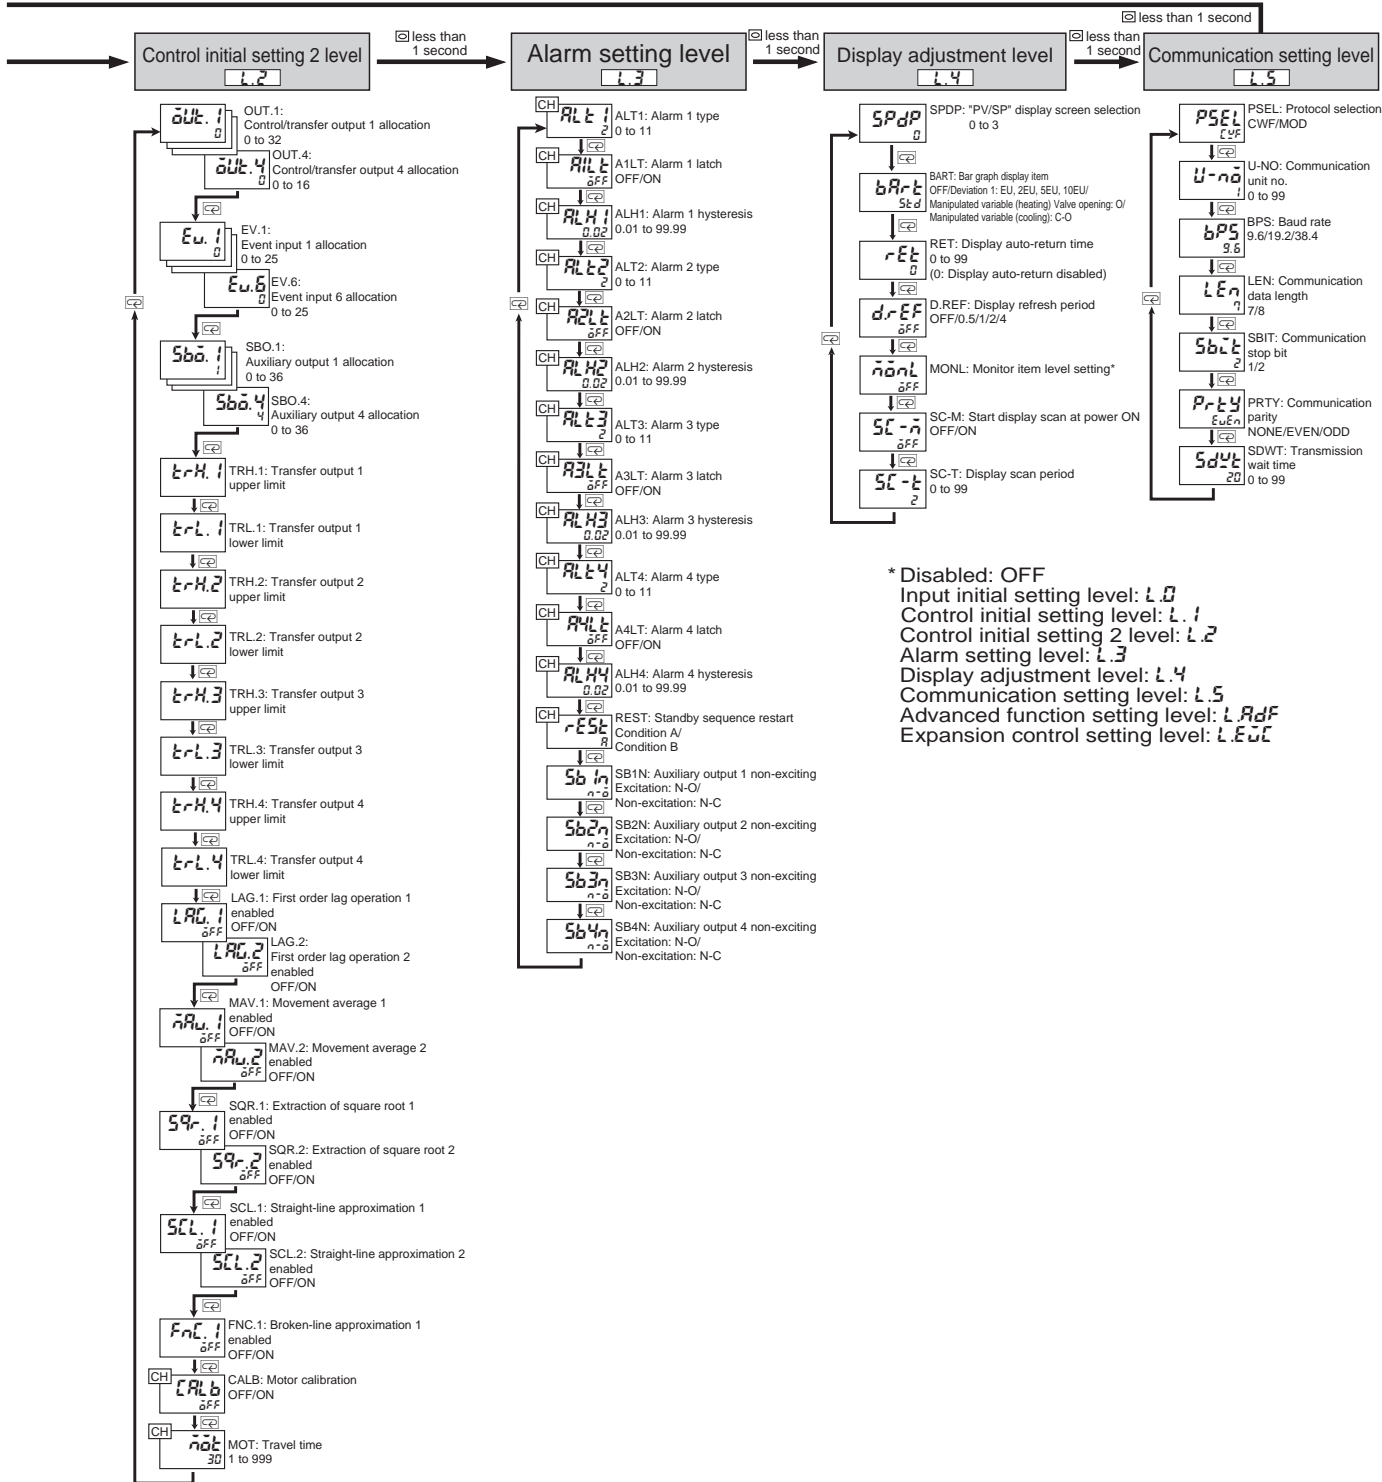 less than 1 second
Control initial setting 2 level
L.2
less than
1 second
Alarm setting level
L.3
less than
1 second
Display adjustment level
L.4
less than
1 second
Communication setting level
L.5
OUT.1:
Control/transfer output 1 allocation
0 to 32
OUT.4:
Control/transfer output 4 allocation
0 to 16
EV.1:
Event input 1 allocation
0 to 25
EV.6:
Event input 6 allocation
0 to 25
SBO.1:
Auxiliary output 1 allocation
0 to 36
SBO.4:
Auxiliary output 4 allocation
0 to 36
TRH.1: Transfer output 1
upper limit
TRL.1: Transfer output 1
lower limit
TRH.2: Transfer output 2
upper limit
TRL.2: Transfer output 2
lower limit
TRH.3: Transfer output 3
upper limit
TRL.3: Transfer output 3
lower limit
TRH.4: Transfer output 4
upper limit
TRL.4: Transfer output 4
lower limit
LAG.1: First order lag operation 1
enabled
OFF/ON
LAG.2:
First order lag operation 2
enabled
OFF/ON
MAV.1: Movement average 1
enabled
OFF/ON
MAV.2: Movement average 2
enabled
OFF/ON
SQR.1: Extraction of square root 1
enabled
OFF/ON
SQR.2: Extraction of square root 2
enabled
OFF/ON
SCL.1: Straight-line approximation 1
enabled
OFF/ON
SCL.2: Straight-line approximation 2
enabled
OFF/ON
FNC.1: Broken-line approximation 1
enabled
OFF/ON
CH
CALB: Motor calibration
OFF/ON
CH
MOT: Travel time
1 to 999
CH
ALT1: Alarm 1 type
0 to 11
CH
A1LT: Alarm 1 latch
OFF/ON
CH
ALH1: Alarm 1 hysteresis
0.01 to 99.99
CH
ALT2: Alarm 2 type
0 to 11
CH
A2LT: Alarm 2 latch
OFF/ON
CH
ALH2: Alarm 2 hysteresis
0.01 to 99.99
CH
ALT3: Alarm 3 type
0 to 11
CH
A3LT: Alarm 3 latch
OFF/ON
CH
ALH3: Alarm 3 hysteresis
0.01 to 99.99
CH
ALT4: Alarm 4 type
0 to 11
CH
A4LT: Alarm 4 latch
OFF/ON
CH
ALH4: Alarm 4 hysteresis
0.01 to 99.99
CH
REST: Standby sequence restart
Condition A/
Condition B
SB1N: Auxiliary output 1 non-exciting
Excitation: N-O/
Non-excitation: N-C
SB2N: Auxiliary output 2 non-exciting
Excitation: N-O/
Non-excitation: N-C
SB3N: Auxiliary output 3 non-exciting
Excitation: N-O/
Non-excitation: N-C
SB4N: Auxiliary output 4 non-exciting
Excitation: N-O/
Non-excitation: N-C
SPDP: "PV/SP" display screen selection
0 to 3
BART: Bar graph display item
OFF/Deviation 1: EU, 2EU, 5EU, 10EU/
Manipulated variable (heating) Valve opening: O/
Manipulated variable (cooling): C-O
RET: Display auto-return time
0 to 99
(0: Display auto-return disabled)
D.REF: Display refresh period
OFF/0.5/1/2/4
MONL: Monitor item level setting*
SC-M: Start display scan at power ON
OFF/ON
SC-T: Display scan period
0 to 99
PSEL: Protocol selection
CWF/MOD
U-NO: Communication
unit no.
0 to 99
BPS: Baud rate
9.6/19.2/38.4
LEN: Communication
data length
7/8
SBIT: Communication
stop bit
1/2
PRTY: Communication
parity
NONE/EVEN/ODD
SDWT: Transmission
wait time
0 to 99
* Disabled: OFF
Input initial setting level: L.0
Control initial setting level: L.1
Control initial setting 2 level: L.2
Alarm setting level: L.3
Display adjustment level: L.4
Communication setting level: L.5
Advanced function setting level: L.AdF
Expansion control setting level: L.EXC